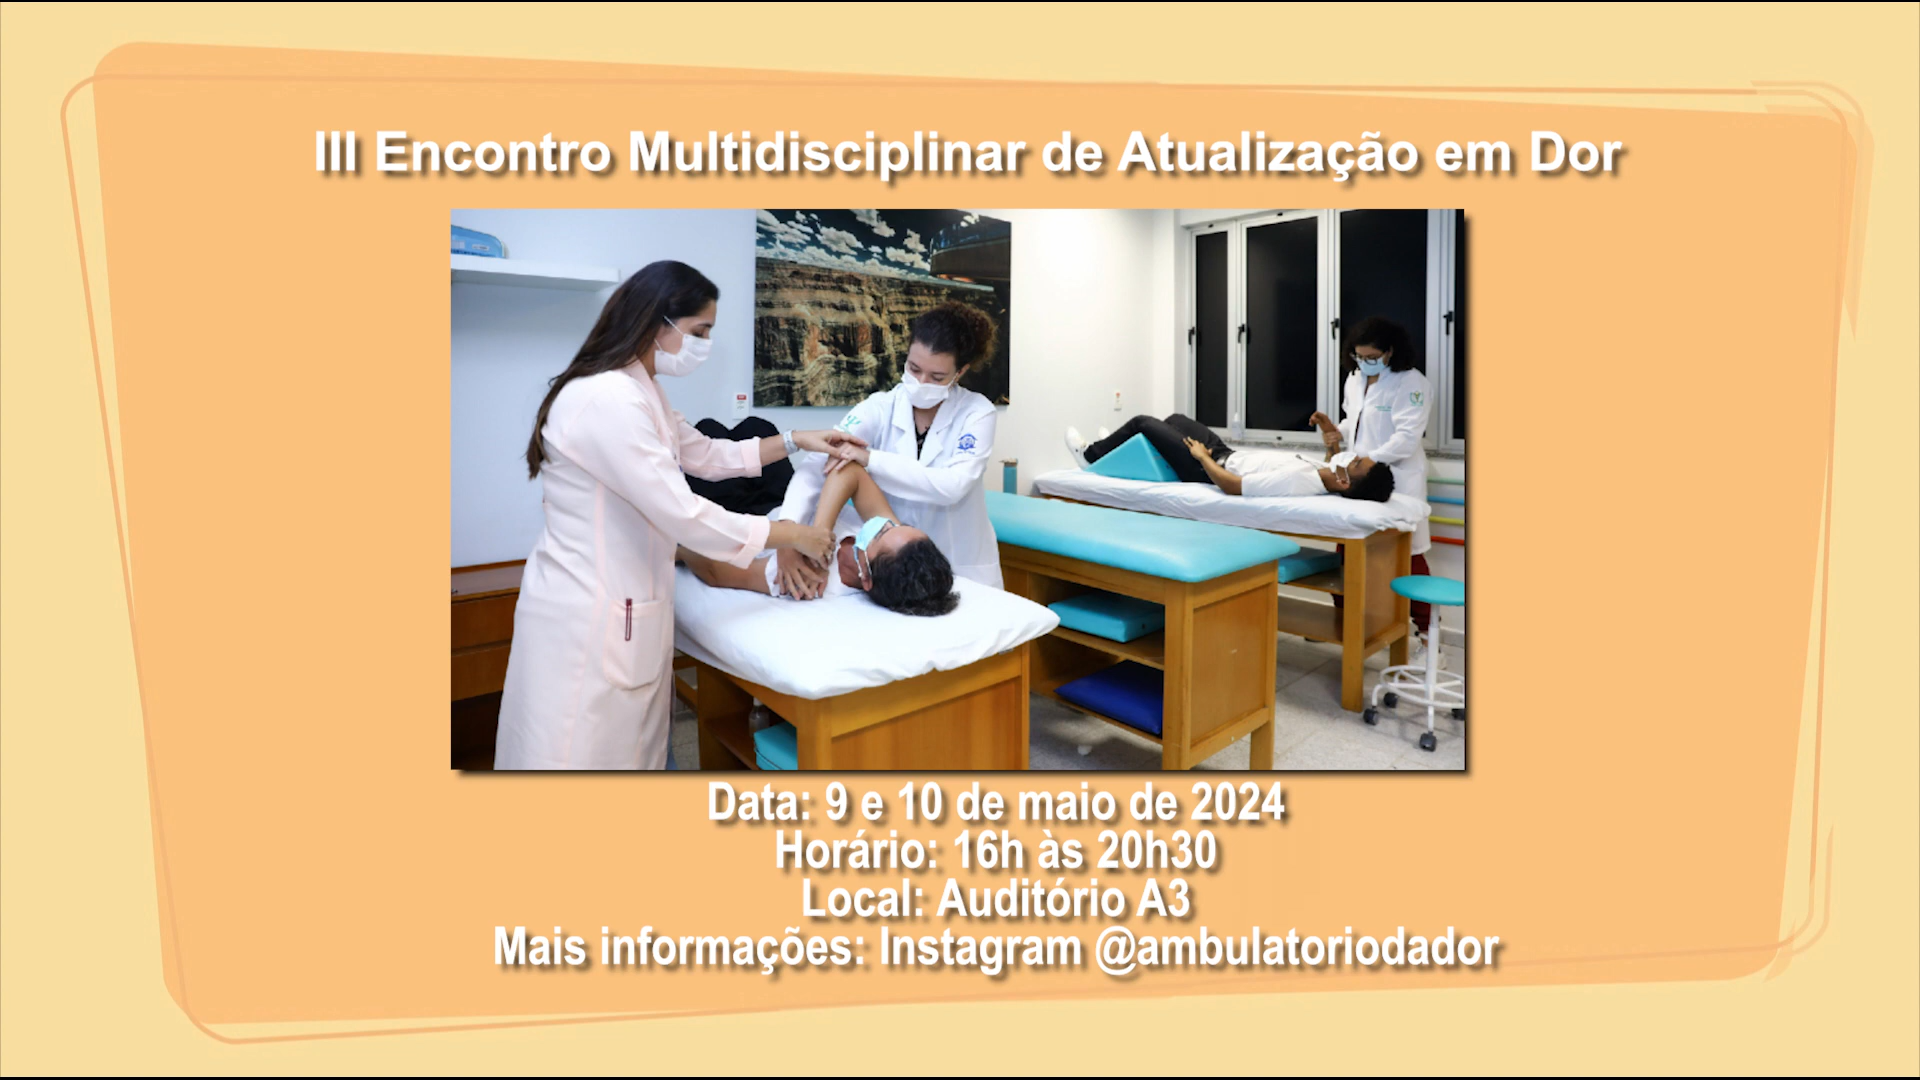 III Encontro Multidisciplinar de Atualização em Dor
Data: 9 e 10 de maio de 2024
Horário: 16h às 20h30
Local: Auditório A3
Mais informações: Instagram @ambulatoriodador